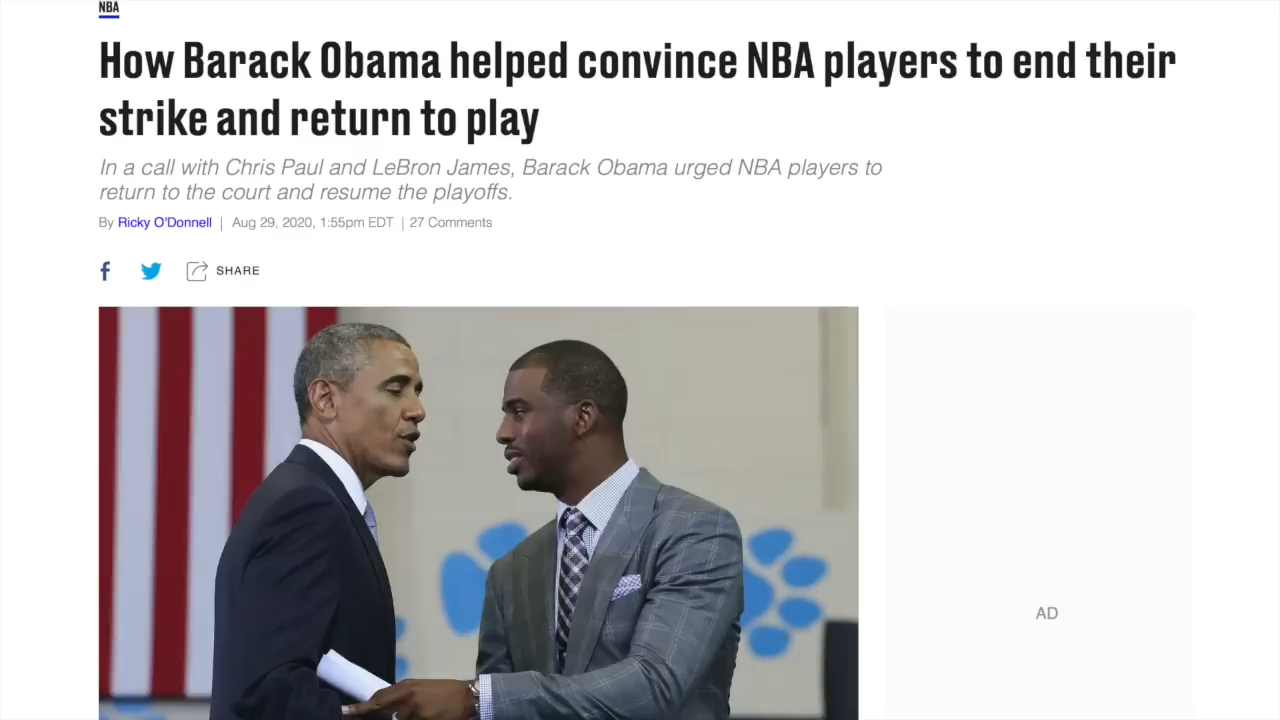 NBA
How Barack Obama helped convince NBA players to end their
strike and return to play
In a call with Chris Paul and LeBron James, Barack Obama urged NBA players to
return to the court and resume the playoffs.
By Ricky O'Donnell | Aug 29, 2020, 1:55pm EDT | 27 Comments
SHARE
AD